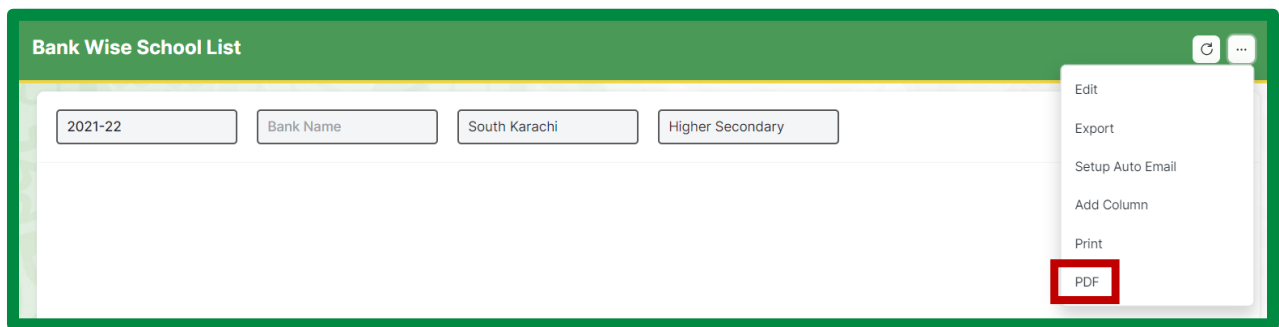 Bank Wise School List
...
2021-22
Bank Name
South Karachi
Higher Secondary
Edit
Export
Setup Auto Email
Add Column
Print
PDF